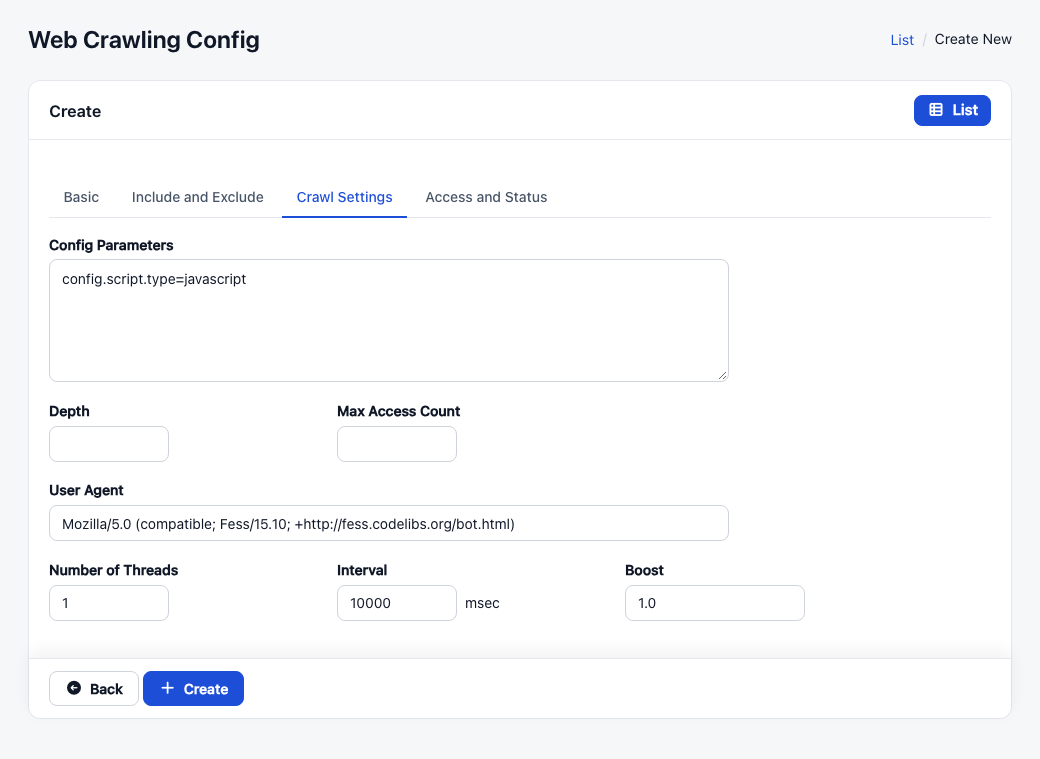 Web Crawling Config
List / Create New
Create
List
Basic Include and Exclude Crawl Settings Access and Status
Config Parameters
config.script.type=javascript
Depth Max Access Count
User Agent
Mozilla/5.0 (compatible; Fess/15.10; +http://fess.codelibs.org/bot.html)
Number of Threads Interval Boost
1 10000 msec 1.0
Back Create